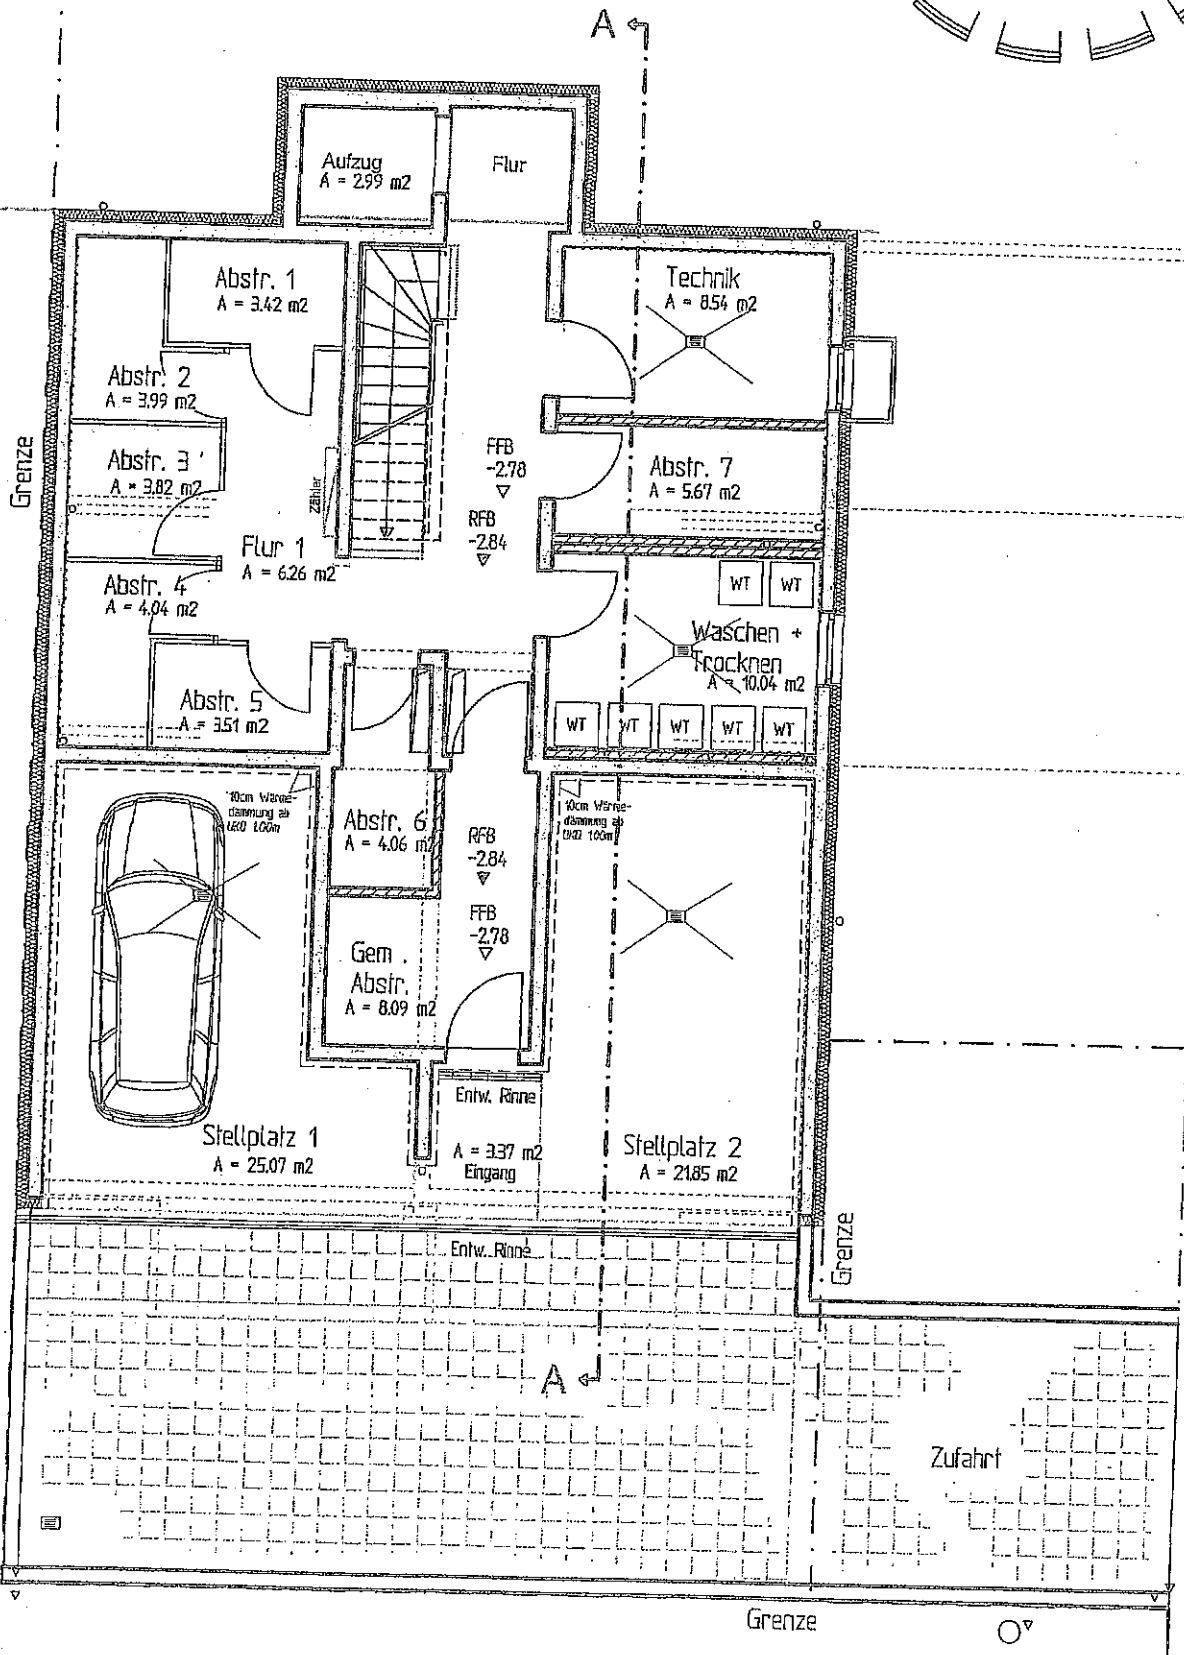 A
Aufzug
A = 2.99 m2
Flur
Abstr. 1
A = 3.42 m2
Technik
A = 8.54 m2
Abstr. 2
A = 3.99 m2
Grenze
Abstr. 3
A = 3.82 m2
Zähler
FFB
-2.78
Abstr. 7
A = 5.67 m2
RFB
-2.84
Flur 1
A = 6.26 m2
Abstr. 4
A = 4.04 m2
WT WT
Waschen +
Trocknen
A = 10.04 m2
Abstr. 5
A = 3.51 m2
WT WT WT WT WT
10cm Wärme-
dämmung ab
UKD 1.00m
10cm Wärme-
dämmung ab
UKD 1.00m
Abstr. 6
A = 4.06 m2
RFB
-2.84
FFB
-2.78
Gem.
Abstr.
A = 8.09 m2
Entw. Rinne
Stellplatz 1
A = 25.07 m2
A = 3.37 m2
Eingang
Stellplatz 2
A = 21.85 m2
Entw. Rinne
Grenze
A
Zufahrt
Grenze